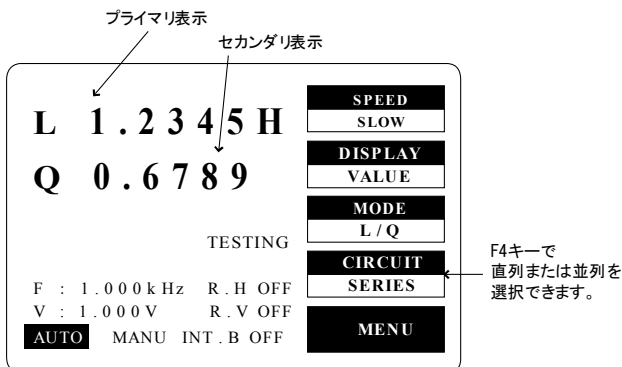 プライマリ表示
セカンダリ表示
L 1.2345H
Q 0.6789
TESTING
F : 1.000kHz R.H OFF
V : 1.000V R.V OFF
AUTO MANU INT.B OFF
SPEED
SLOW
DISPLAY
VALUE
MODE
L/Q
CIRCUIT
SERIES
MENU
F4キーで
直列または並列を
選択できます。